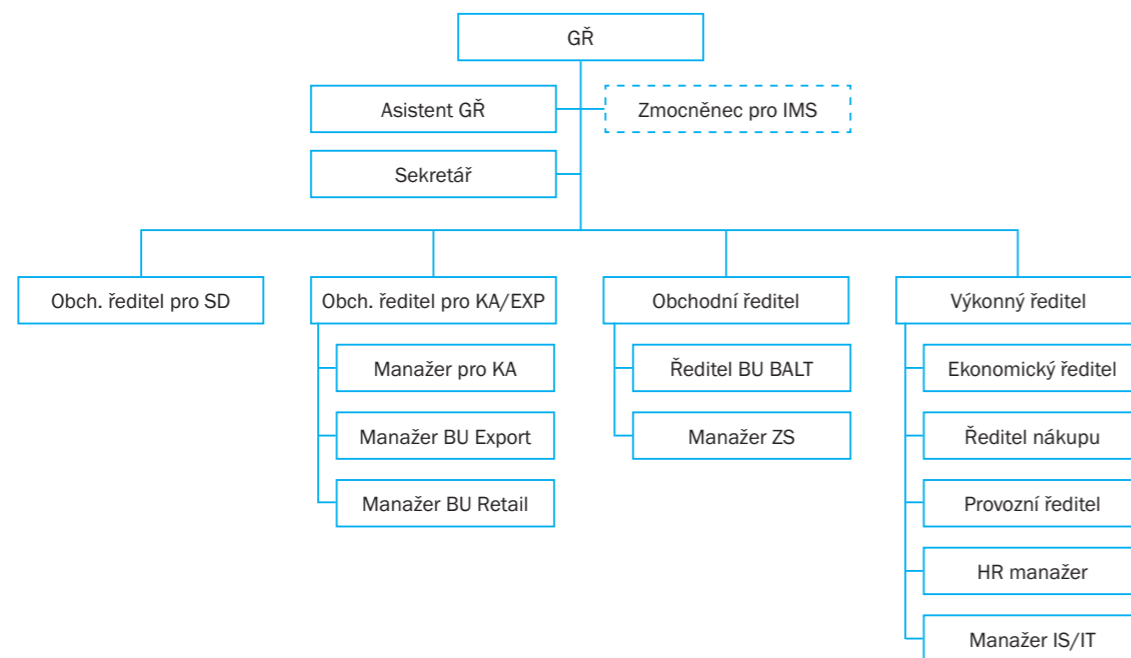 GŘ
Asistent GŘ
Zmocněnec pro IMS
Sekretář
Obch. ředitel pro SD
Obch. ředitel pro KA/EXP
Manažer pro KA
Manažer BU Export
Manažer BU Retail
Obchodní ředitel
Ředitel BU BALT
Manažer ZS
Výkonný ředitel
Ekonomický ředitel
Ředitel nákupu
Provozní ředitel
HR manažer
Manažer IS/IT